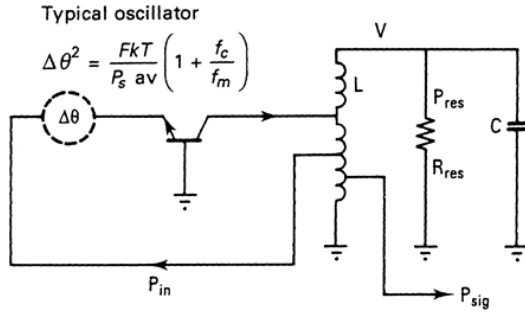 Typical oscillator
Δθ² = FkT / P_s av (1 + f_c / f_m)
V
L
P_res
C
Δθ
R_res
P_in
P_sig